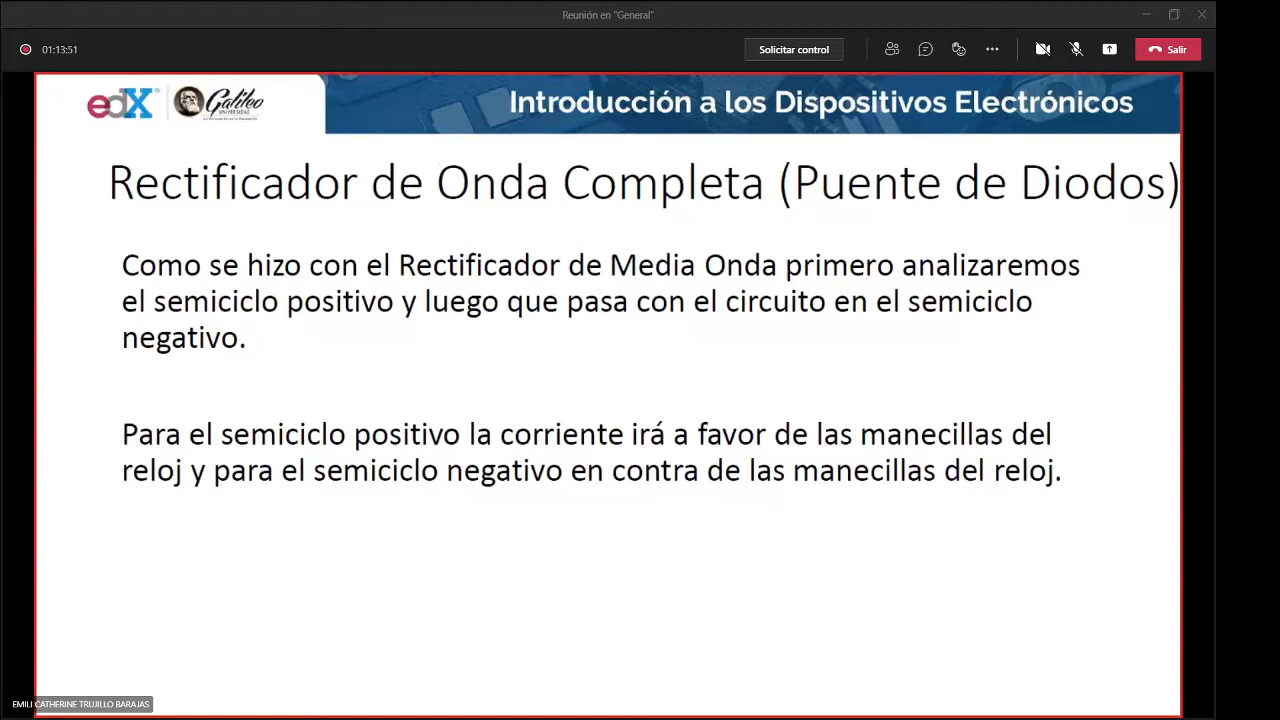 Reunión en "General"
01:13:51
Solicitar control
Salir
edX
Galileo
UNIVERSIDAD
Introducción a los Dispositivos Electrónicos
Rectificador de Onda Completa (Puente de Diodos)
Como se hizo con el Rectificador de Media Onda primero analizaremos
el semiciclo positivo y luego que pasa con el circuito en el semiciclo
negativo.
Para el semiciclo positivo la corriente irá a favor de las manecillas del
reloj y para el semiciclo negativo en contra de las manecillas del reloj.
EMILI CATHERINE TRUJILLO BARAJAS